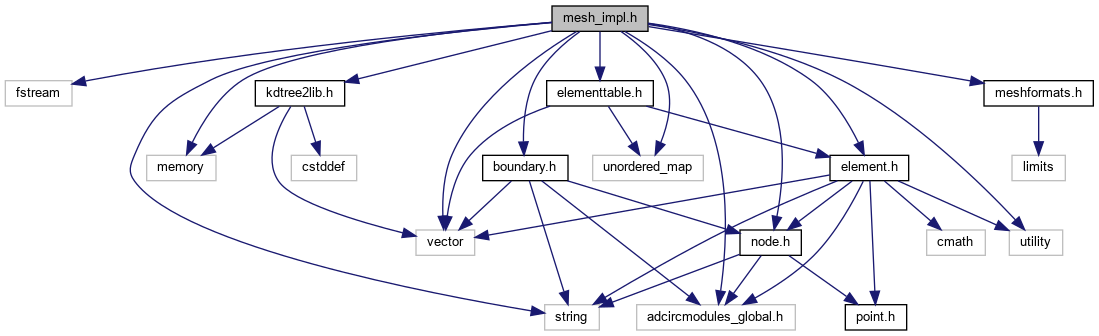 mesh_impl.h
fstream
kdtree2lib.h
elementtable.h
meshformats.h
memory
cstddef
boundary.h
unordered_map
element.h
limits
vector
node.h
cmath
utility
string
adcircmodules_global.h
point.h